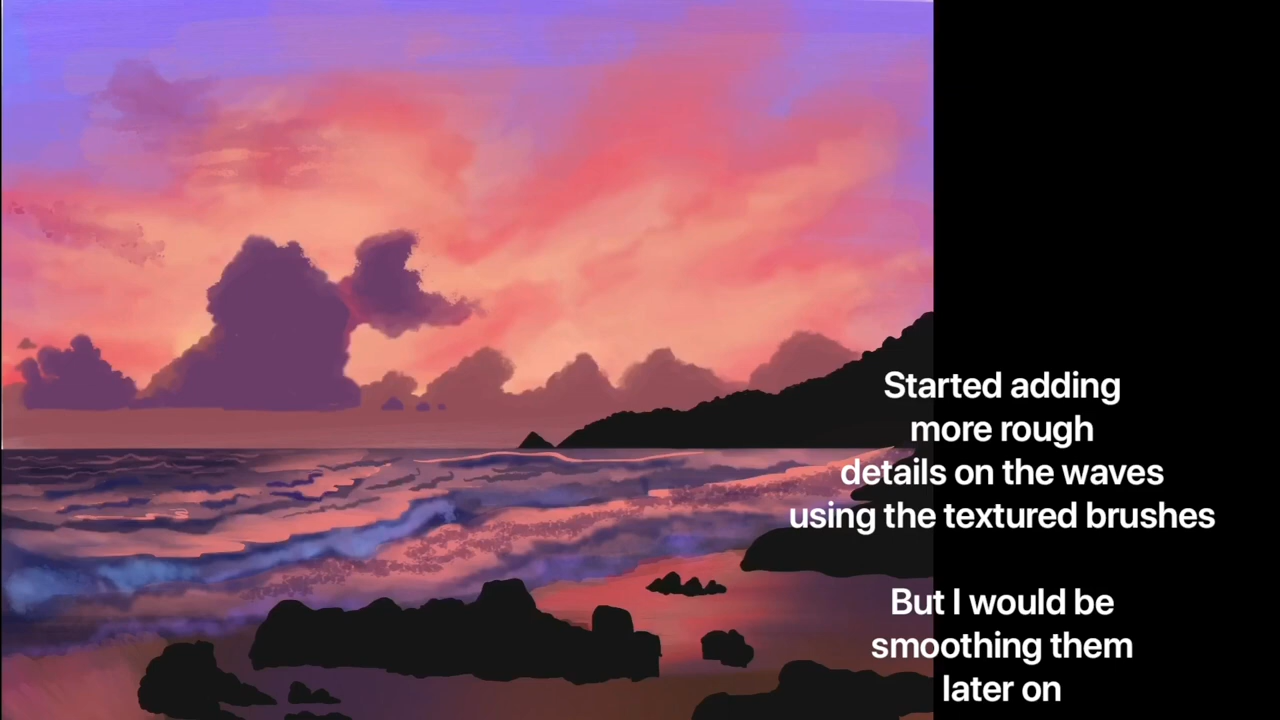 Started adding
more rough
details on the waves
using the textured brushes
But I would be
smoothing them
later on